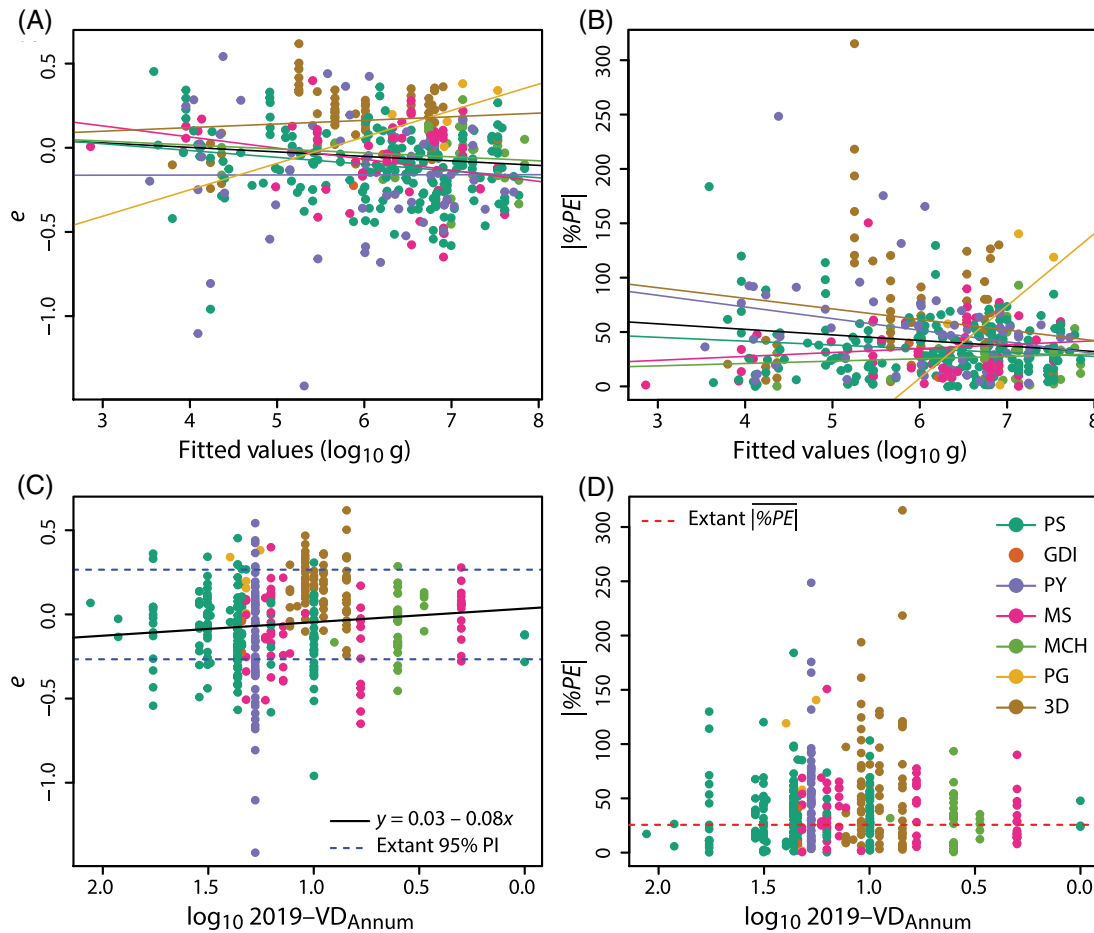 (A)
0.5
0.0
−0.5
−1.0
e
3 4 5 6 7 8
Fitted values (log10 g)
(B)
300
250
200
150
100
50
0
|%PE|
3 4 5 6 7 8
Fitted values (log10 g)
(C)
0.5
0.0
−0.5
−1.0
e
y = 0.03 – 0.08x
Extant 95% PI
2.0 1.5 1.0 0.5 0.0
log10 2019–VDAnnum
(D)
Extant |%PE|
300
250
200
150
100
50
0
|%PE|
PS
GDI
PY
MS
MCH
PG
3D
2.0 1.5 1.0 0.5 0.0
log10 2019–VDAnnum